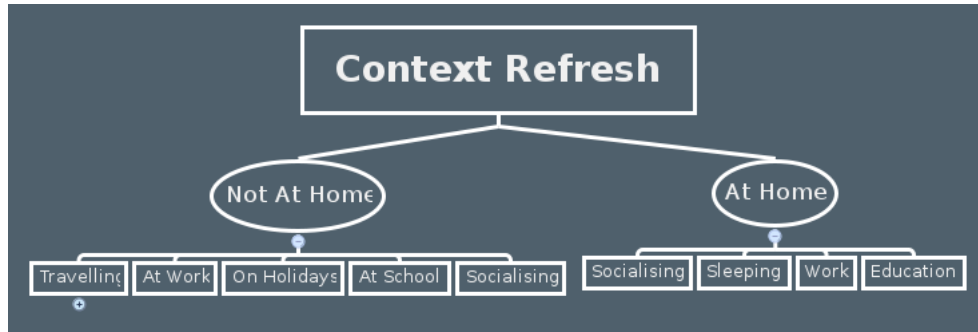 Context Refresh
Not At Home
At Home
Travelling
At Work
On Holidays
At School
Socialising
Socialising
Sleeping
Work
Education